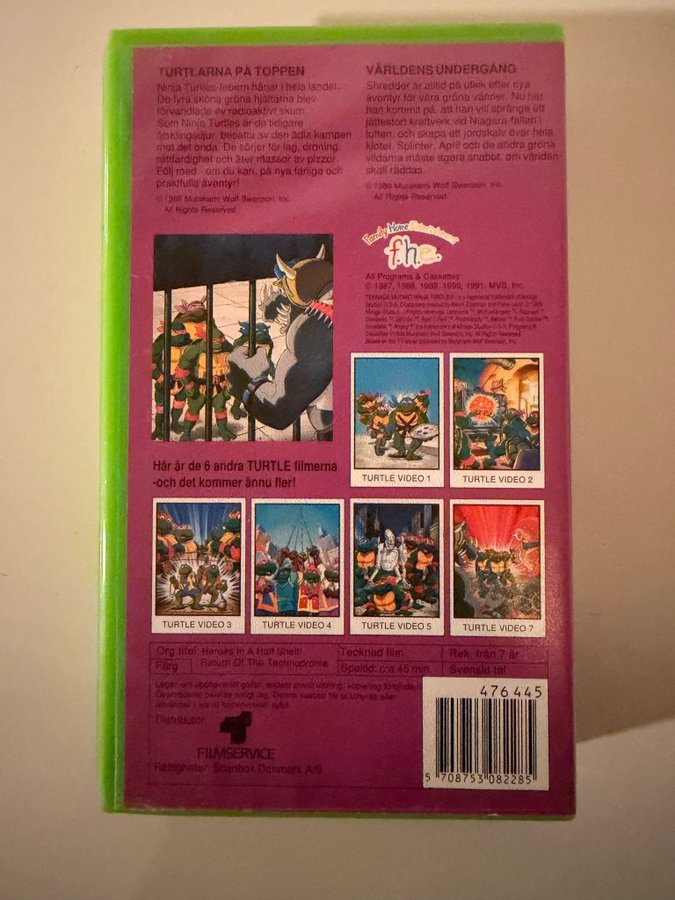 TURTLARNA PÅ TOPPEN
Ninja Turtles-febern härjar i hela landet.
De fyra sköna gröna hjältarna blev
förvandlade av radioaktivt skum.
Som Ninja Turtles är de tidigare
älsklingsdjur, besatta av den ädla kampen
mot det onda. De sörjer för lag, ordning,
rättfärdighet och äter massor av pizzor.
Följ med - om du kan, på nya farliga och
praktfulla äventyr!
© 1988 Murakami Wolf Swenson, Inc.
All Rights Reserved
VÄRLDENS UNDERGÅNG
Shredder är alltid på utkik efter nya
äventyr för våra gröna vänner. Nu har
han komma på, att han vill spränga ett
jättestort kraftverk vid Niagara fallen i
luften, och skapa ett jordskalv över hela
klotet. Splinter, April och de andra gröna
vildarna måste agera snabbt, om världen
skall räddas.
© 1988 Murakami Wolf Swenson, Inc.
All Rights Reserved
Family Home Entertainment
f.h.e.
All Programs & Cassettes
© 1987, 1988, 1989, 1990, 1991, MVS, Inc.
Här är de 6 andra TURTLE filmerna
-och det kommer ännu fler!
TURTLE VIDEO 1
TURTLE VIDEO 2
TURTLE VIDEO 3
TURTLE VIDEO 4
TURTLE VIDEO 5
TURTLE VIDEO 7
Org titel: Heroes In A Half Shell/
Return Of The Technodrome
Färg
Tecknad film
Speltid: c:a 45 min.
Rek. från 7 år
Svenskt tal
Distributör:
FILMSERVICE
Rättigheter: Scanbox Danmark A/S
476 445
5 708753 082285